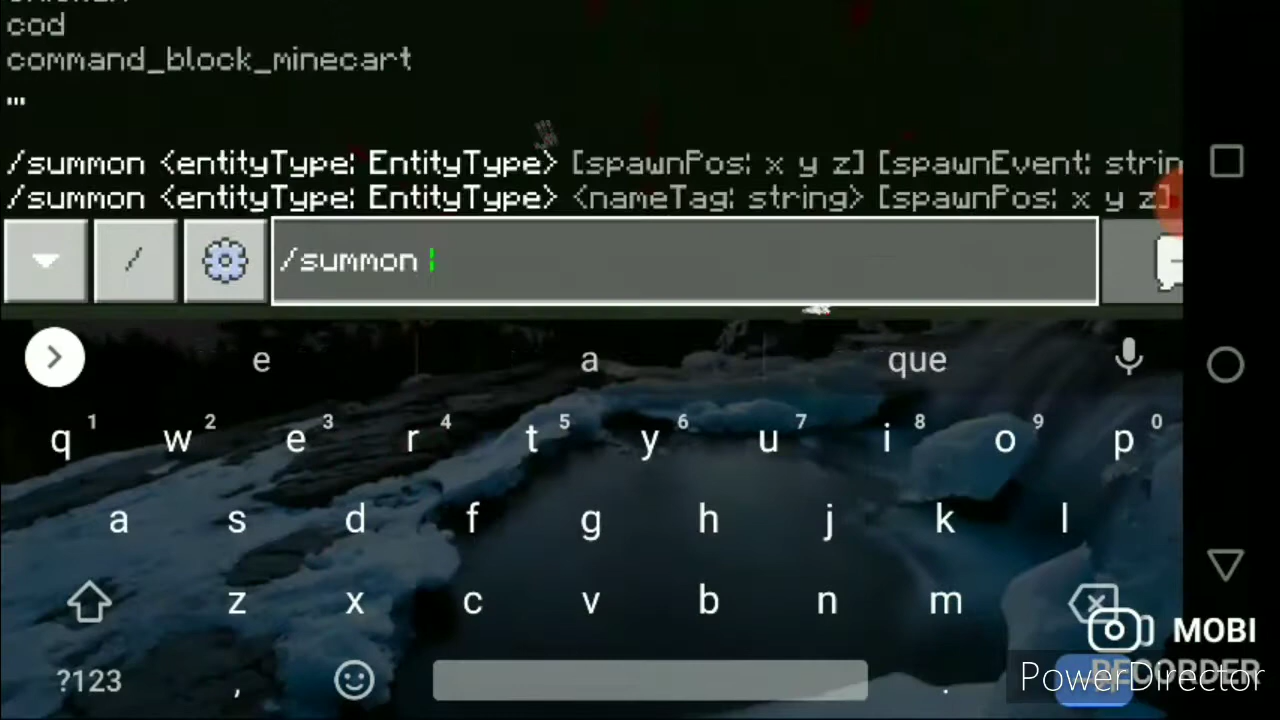 cod
command_block_minecart
...
/summon <entityType: EntityType> [spawnPos: x y z] [spawnEvent: strin
/summon <entityType: EntityType> <nameTag: string> [spawnPos: x y z]
/ /summon
e a que
q 1 w 2 e 3 r 4 t 5 y 6 u 7 i 8 o 9 p 0
a s d f g h j k l
z x c v b n m
MOBI
RECORDER
?123 , .
PowerDirector